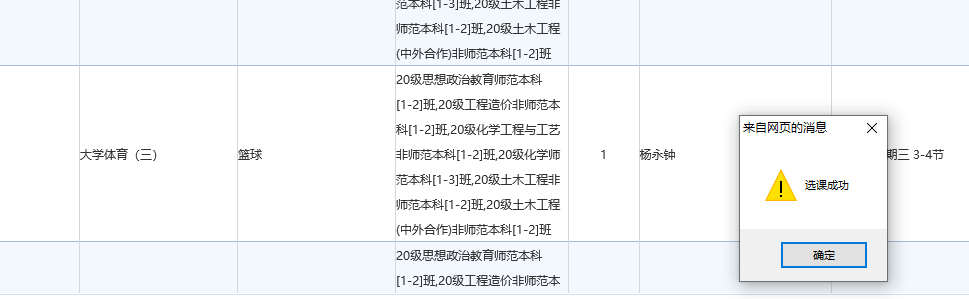 范本科[1-3]班,20级土木工程非
师范本科[1-2]班,20级土木工程
(中外合作)非师范本科[1-2]班
大学体育（三）
篮球
20级思想政治教育师范本科
[1-2]班,20级工程造价非师范本
科[1-2]班,20级化学工程与工艺
非师范本科[1-2]班,20级化学师
范本科[1-3]班,20级土木工程非
师范本科[1-2]班,20级土木工程
(中外合作)非师范本科[1-2]班
1
杨永钟
期三 3-4节
20级思想政治教育师范本科
[1-2]班,20级工程造价非师范本
来自网页的消息
选课成功
确定